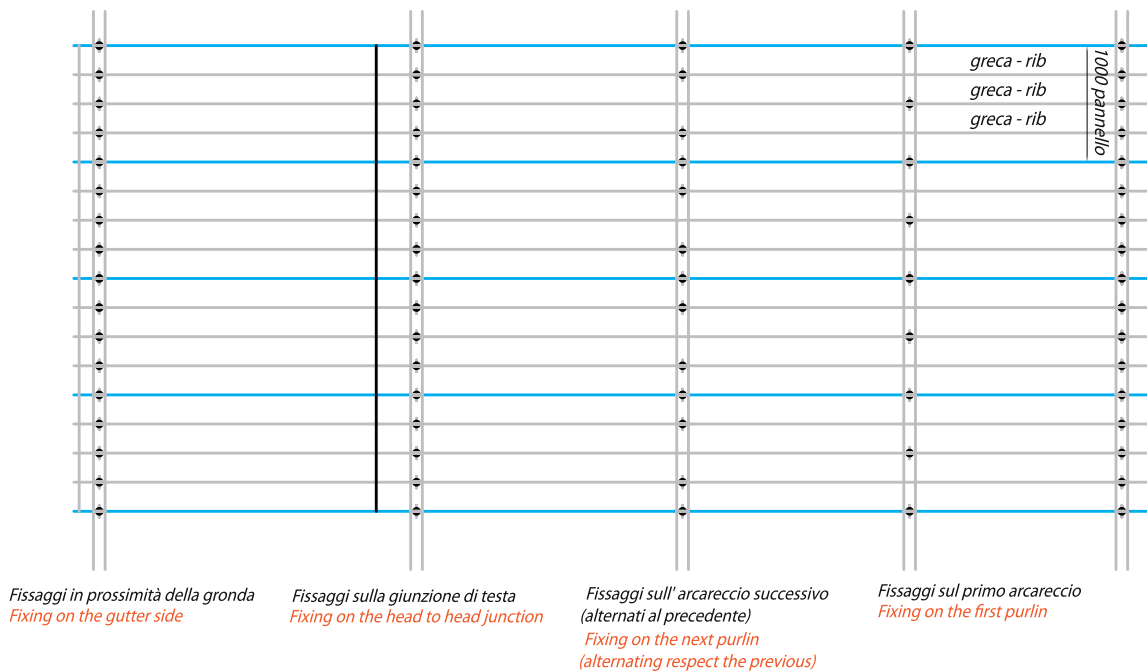 greca - rib
greca - rib
greca - rib
1000 pannello
Fissaggi in prossimità della gronda
Fixing on the gutter side
Fissaggi sulla giunzione di testa
Fixing on the head to head junction
Fissaggi sull' arcareccio successivo
(alternati al precedente)
Fixing on the next purlin
(alternating respect the previous)
Fissaggi sul primo arcareccio
Fixing on the first purlin